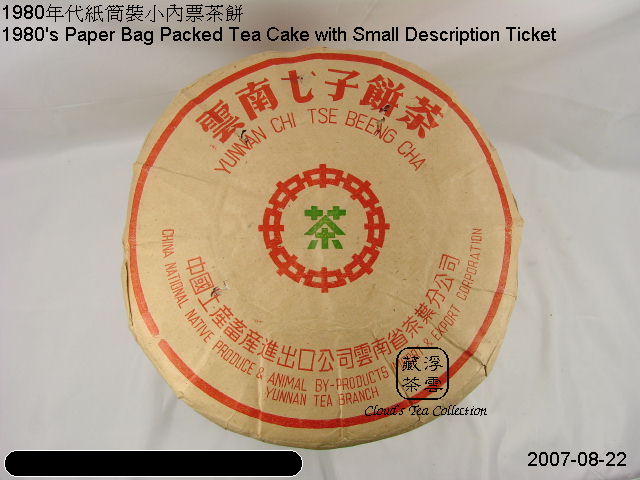 1980年代紙筒裝小內票茶餅
1980's Paper Bag Packed Tea Cake with Small Description Ticket
雲南七子餅茶
YUNNAN CHI TSE BEENG CHA
茶
中國土產畜產進出口公司雲南省茶葉分公司
CHINA NATIONAL NATIVE PRODUCE & ANIMAL BY-PRODUCTS IMPORT & EXPORT CORPORATION
YUNNAN TEA BRANCH
浮雲
藏茶
Cloud's Tea Collection
2007-08-22